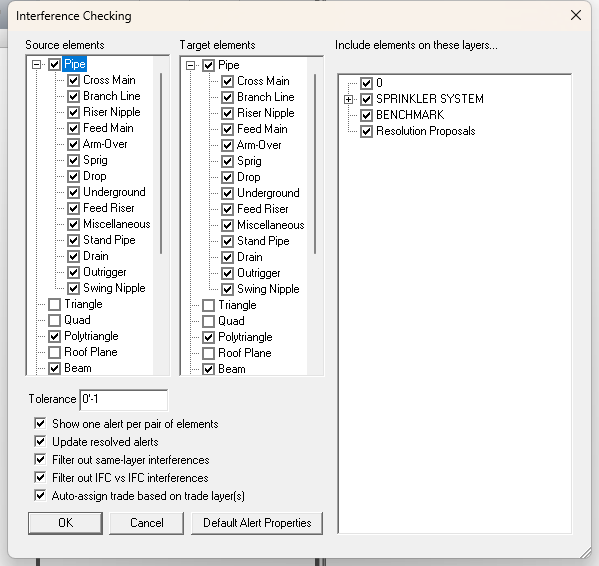 Interference Checking
Source elements
Pipe
Cross Main
Branch Line
Riser Nipple
Feed Main
Arm-Over
Sprig
Drop
Underground
Feed Riser
Miscellaneous
Stand Pipe
Drain
Outrigger
Swing Nipple
Triangle
Quad
Polytriangle
Roof Plane
Beam
Target elements
Pipe
Cross Main
Branch Line
Riser Nipple
Feed Main
Arm-Over
Sprig
Drop
Underground
Feed Riser
Miscellaneous
Stand Pipe
Drain
Outrigger
Swing Nipple
Triangle
Quad
Polytriangle
Roof Plane
Beam
Include elements on these layers...
0
SPRINKLER SYSTEM
BENCHMARK
Resolution Proposals
Tolerance 0'-1
Show one alert per pair of elements
Update resolved alerts
Filter out same-layer interferences
Filter out IFC vs IFC interferences
Auto-assign trade based on trade layer(s)
OK Cancel Default Alert Properties